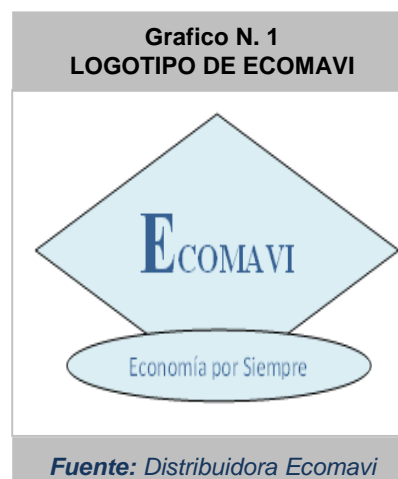 Grafico N. 1
LOGOTIPO DE ECOMAVI
ECOMAVI
Economía por Siempre
Fuente: Distribuidora Ecomavi